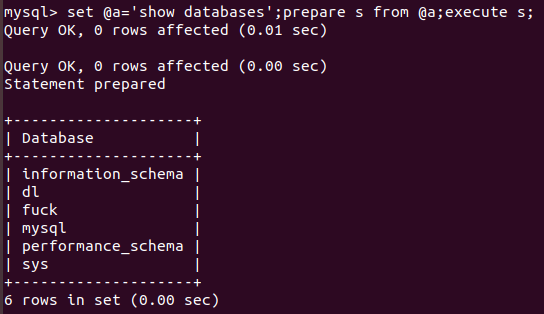 mysql> set @a='show databases';prepare s from @a;execute s;
Query OK, 0 rows affected (0.01 sec)

Query OK, 0 rows affected (0.00 sec)
Statement prepared

+--------------------+
| Database           |
+--------------------+
| information_schema |
| dl                 |
| fuck               |
| mysql              |
| performance_schema |
| sys                |
+--------------------+
6 rows in set (0.00 sec)